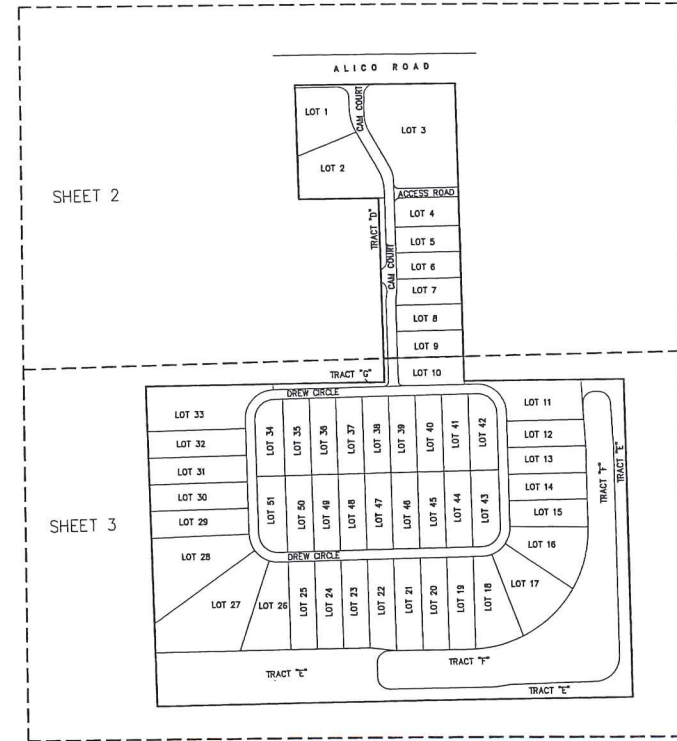 ALICO ROAD
LOT 1
CAM COURT
LOT 3
LOT 2
SHEET 2
ACCESS ROAD
LOT 4
TRACT "D"
LOT 5
CAM COURT
LOT 6
LOT 7
LOT 8
LOT 9
LOT 10
TRACT "G"
DREW CIRCLE
LOT 33
LOT 32
LOT 31
LOT 30
LOT 29
LOT 28
LOT 27
LOT 26
LOT 34
LOT 35
LOT 36
LOT 37
LOT 38
LOT 39
LOT 40
LOT 41
LOT 42
LOT 51
LOT 50
LOT 49
LOT 48
LOT 47
LOT 46
LOT 45
LOT 44
LOT 43
LOT 11
LOT 12
LOT 13
LOT 14
LOT 15
LOT 16
LOT 17
TRACT "F"
TRACT "E"
SHEET 3
DREW CIRCLE
LOT 25
LOT 24
LOT 23
LOT 22
LOT 21
LOT 20
LOT 19
LOT 18
TRACT "E"
TRACT "F"
TRACT "E"